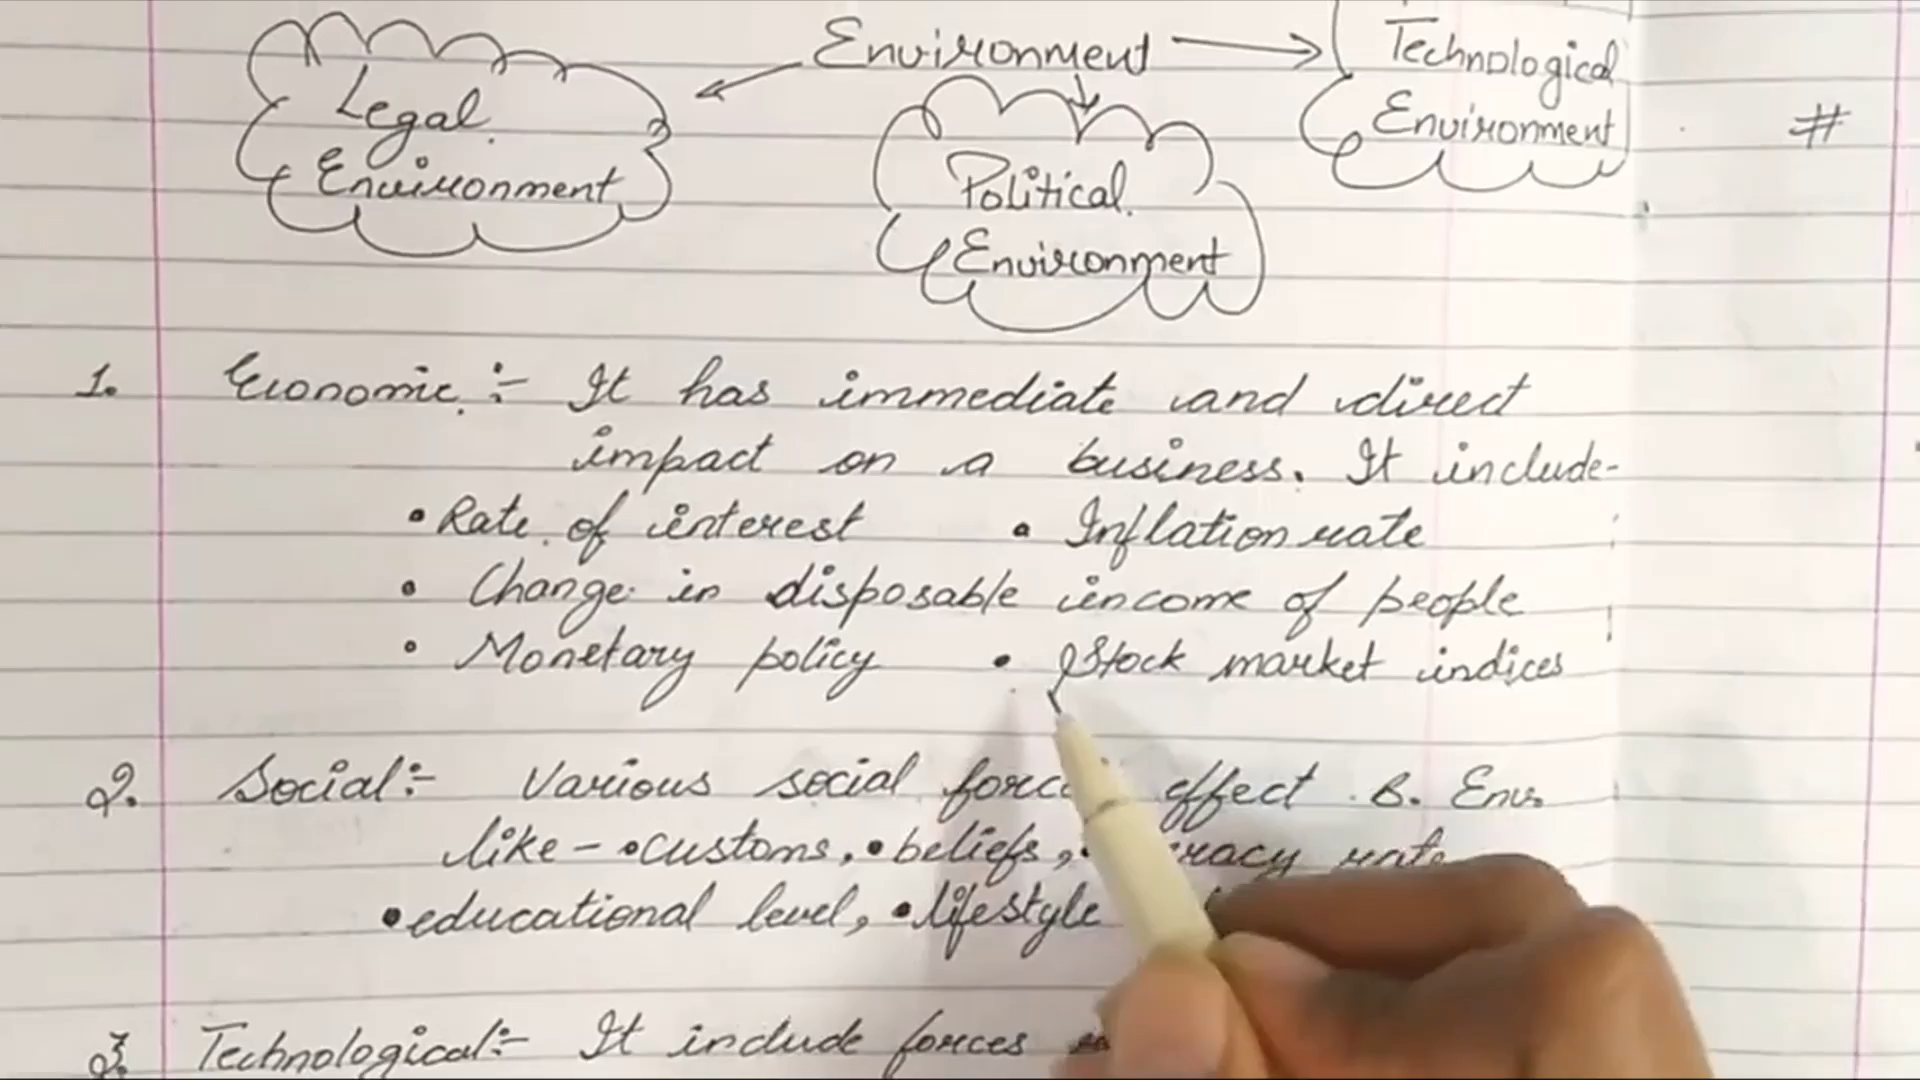 Environment
Technological
Environment
#
Legal
Environment
Political
Environment
1. Economic :- It has immediate and direct
impact on a business. It include-
• Rate of interest • Inflation rate
• Change in disposable income of people
• Monetary policy • Stock market indices
2. Social :- Various social effect B. Env.
like - • customs, • beliefs,
• educational level, • lifestyle
3. Technological :- It include forces